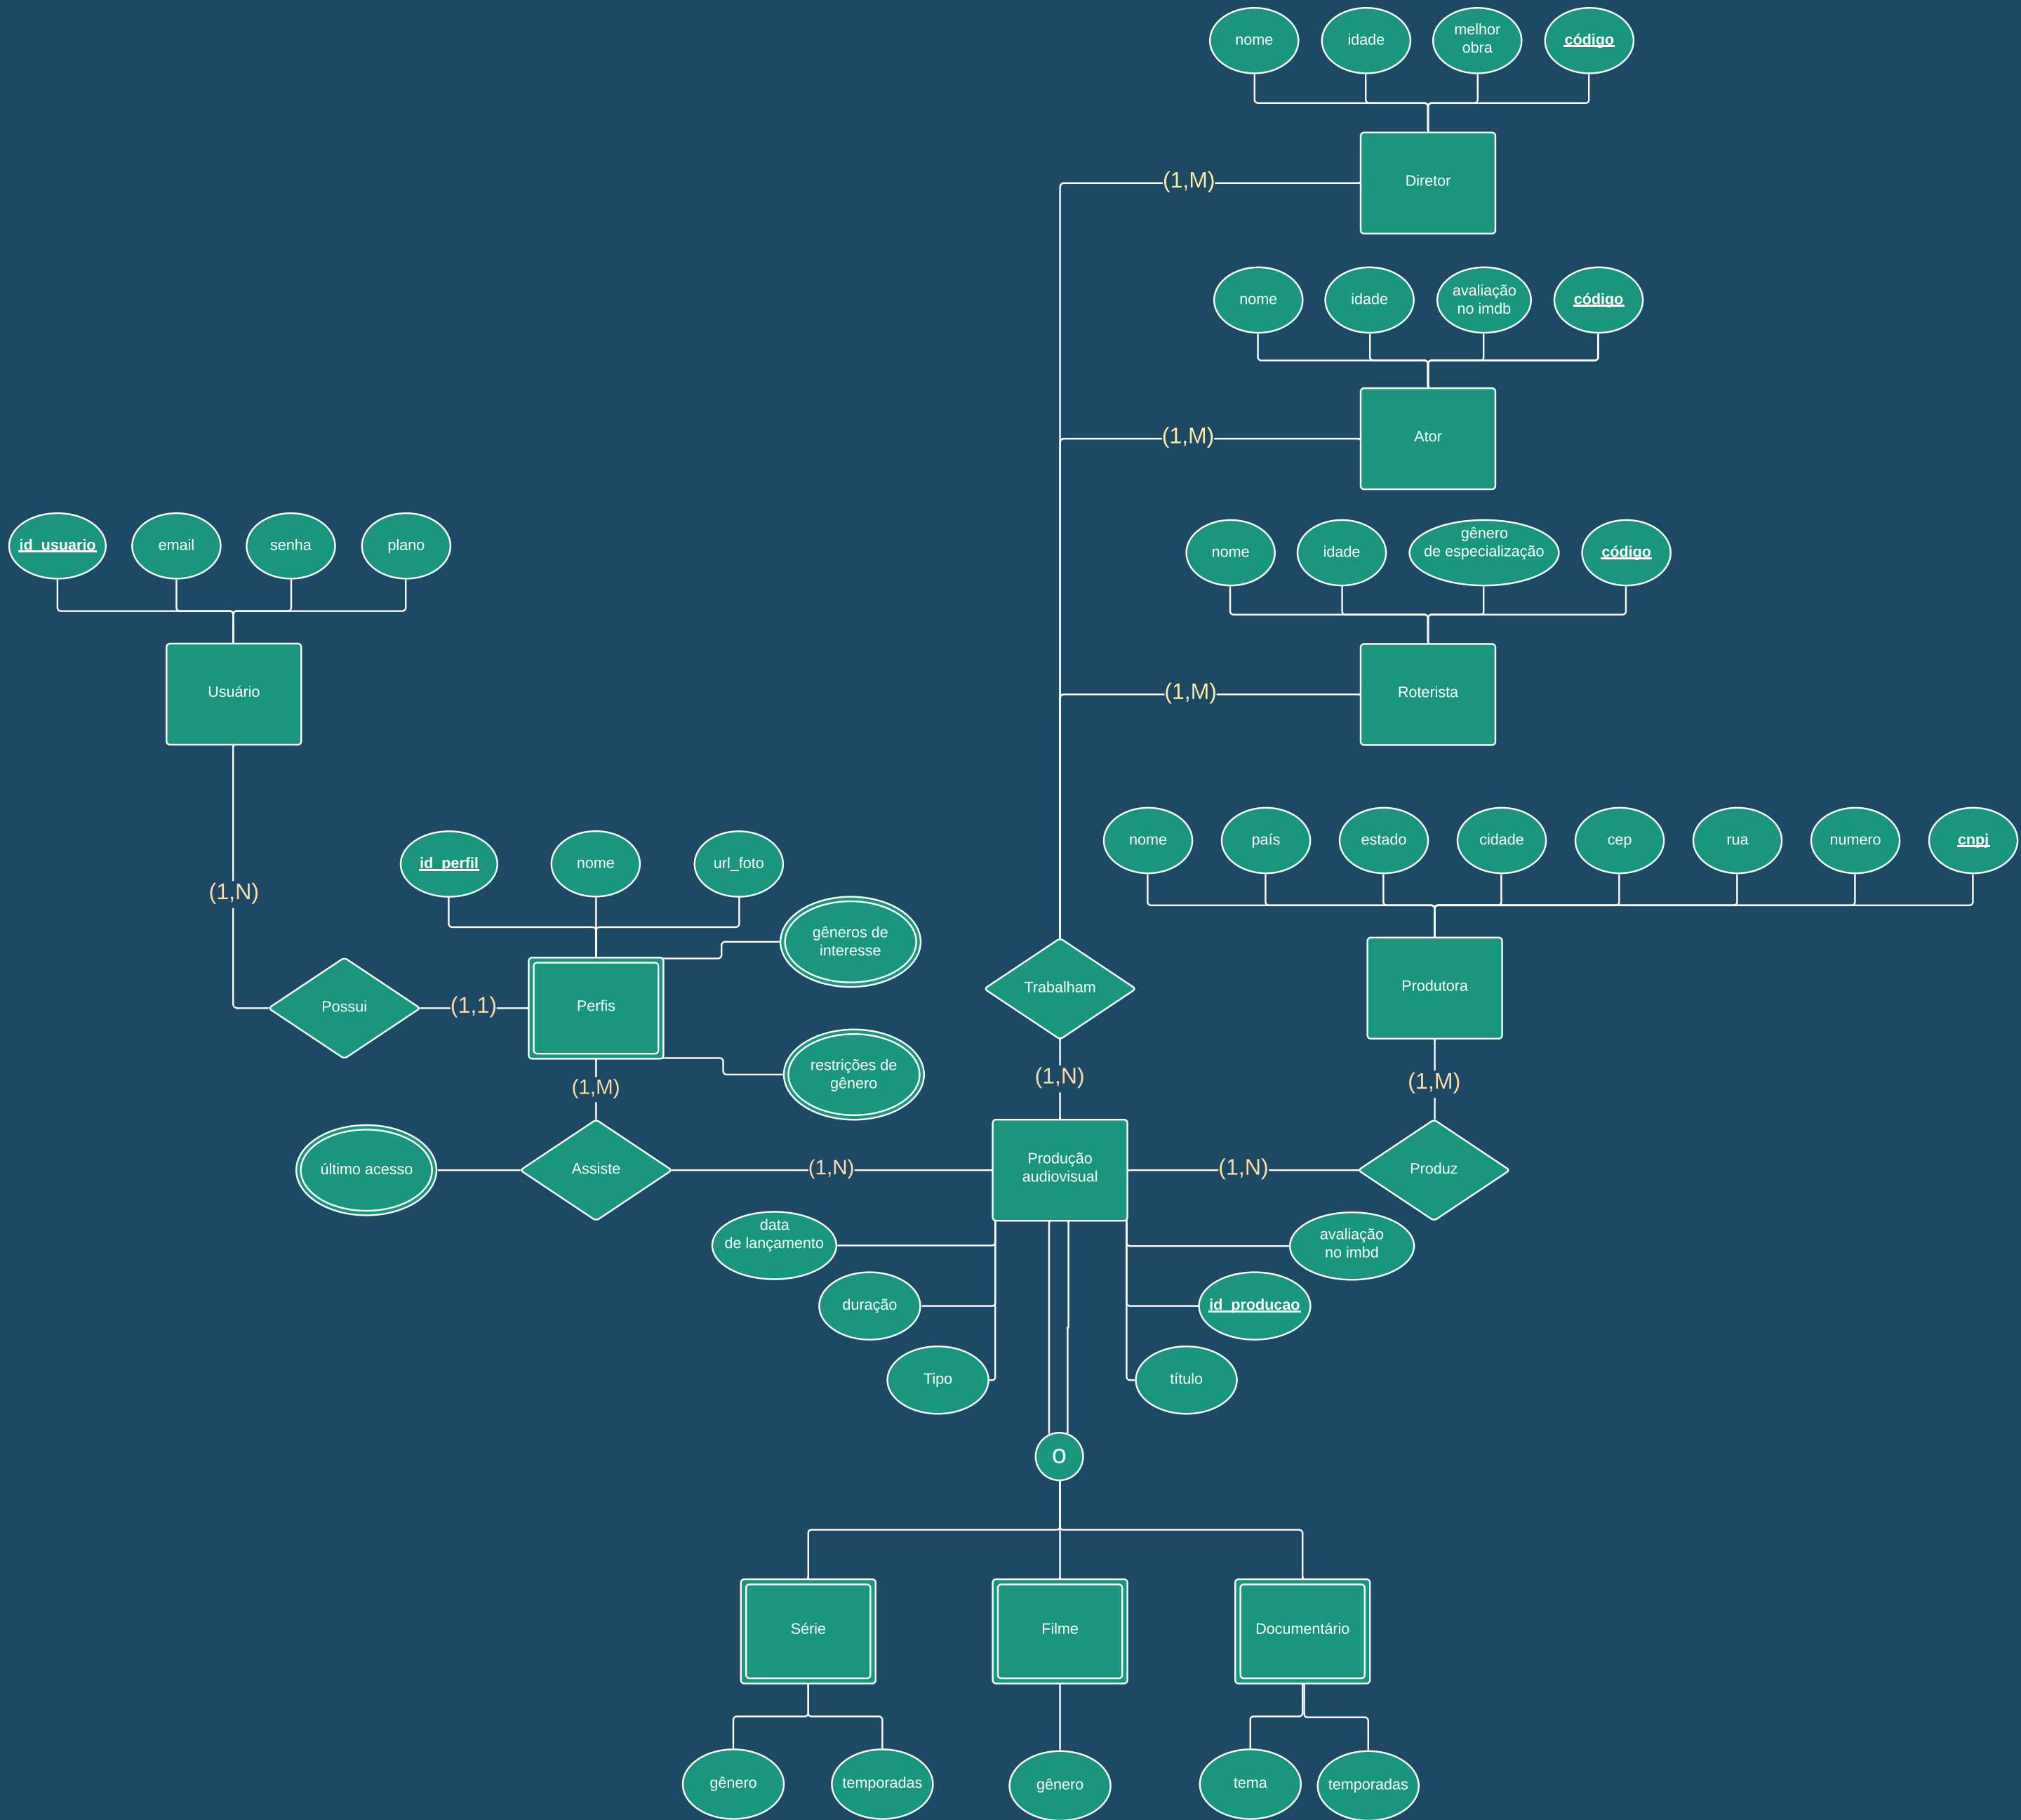 nome
idade
melhor
obra
código
Diretor
(1,M)
nome
idade
avaliação
no imdb
código
Ator
(1,M)
nome
idade
gênero
de especialização
código
Roterista
(1,M)
id_usuario
email
senha
plano
Usuário
(1,N)
nome
país
estado
cidade
cep
rua
numero
cnpj
Produtora
(1,M)
id_perfil
nome
url_foto
gêneros de
interesse
Possui
(1,1)
Perfis
restrições de
gênero
(1,M)
Trabalham
(1,N)
último acesso
Assiste
(1,N)
Produção
audiovisual
(1,N)
Produz
data
de lançamento
avaliação
no imbd
duração
id_producao
Tipo
título
o
Série
Filme
Documentário
gênero
temporadas
gênero
tema
temporadas